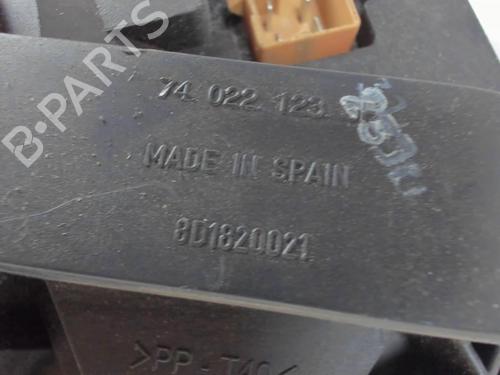 B-PARTS
74 022 123
MADE IN SPAIN
8D1820021
>PP-T40<